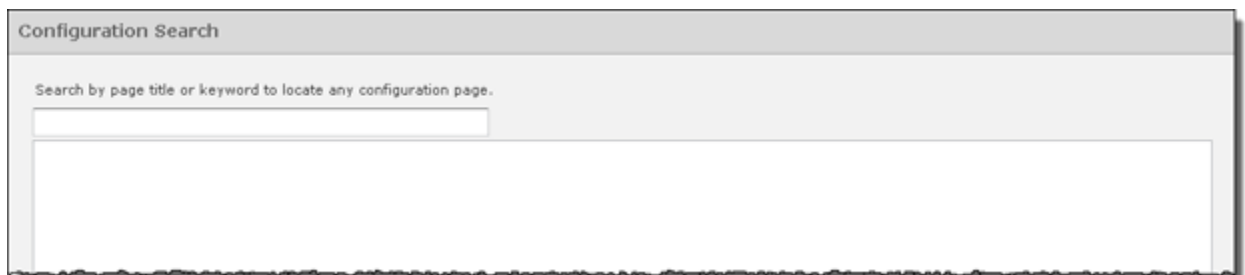 Configuration Search
Search by page title or keyword to locate any configuration page.